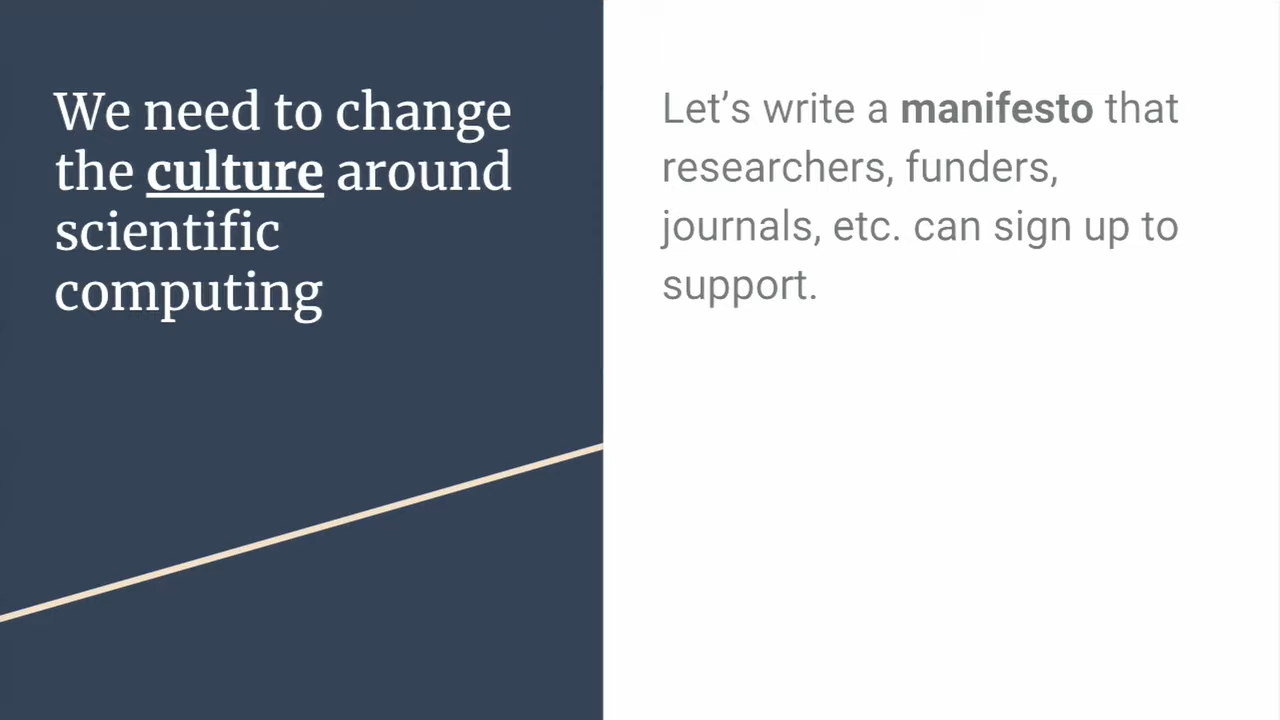 We need to change
the culture around
scientific
computing
Let’s write a manifesto that
researchers, funders,
journals, etc. can sign up to
support.